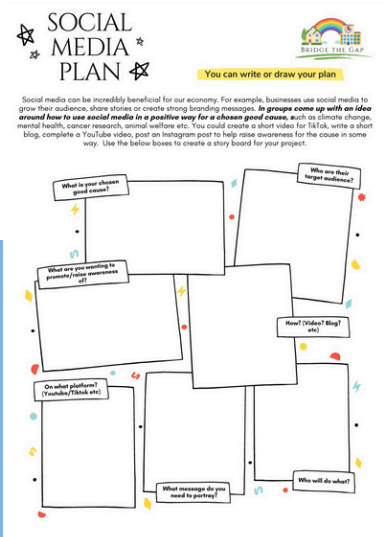 SOCIAL
MEDIA
PLAN
BRIDGE THE GAP
You can write or draw your plan
Social media can be incredibly beneficial for our economy. For example, businesses use social media to
grow their audience, share stories or create strong branding messages. In groups come up with an idea
around how to use social media in a positive way for a chosen good cause, such as climate change,
mental health, cancer research, animal welfare etc. You could create a short video for TikTok, write a short
blog, complete a YouTube video, post an Instagram post to help raise awareness for the cause in some
way. Use the below boxes to create a story board for your project.
What is your chosen
good cause?
Who are their
target audience?
What are you wanting to
promote/raise awareness
of?
How? (Video? Blog?
etc)
On what platform?
(Youtube/Tiktok etc)
What message do you
need to portray?
Who will do what?